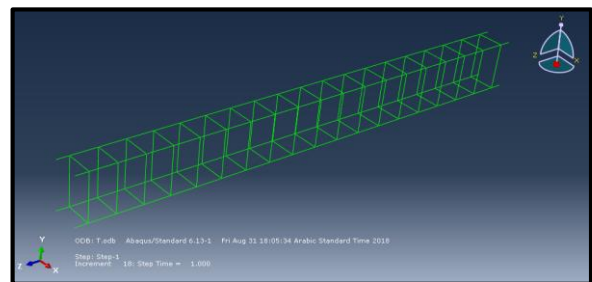 Y
Z
X
ODB: T.odb Abaqus/Standard 6.13-1 Fri Aug 31 18:05:34 Arabic Standard Time 2018
Y
Step: Step-1
Increment 18: Step Time = 1.000
Z
X